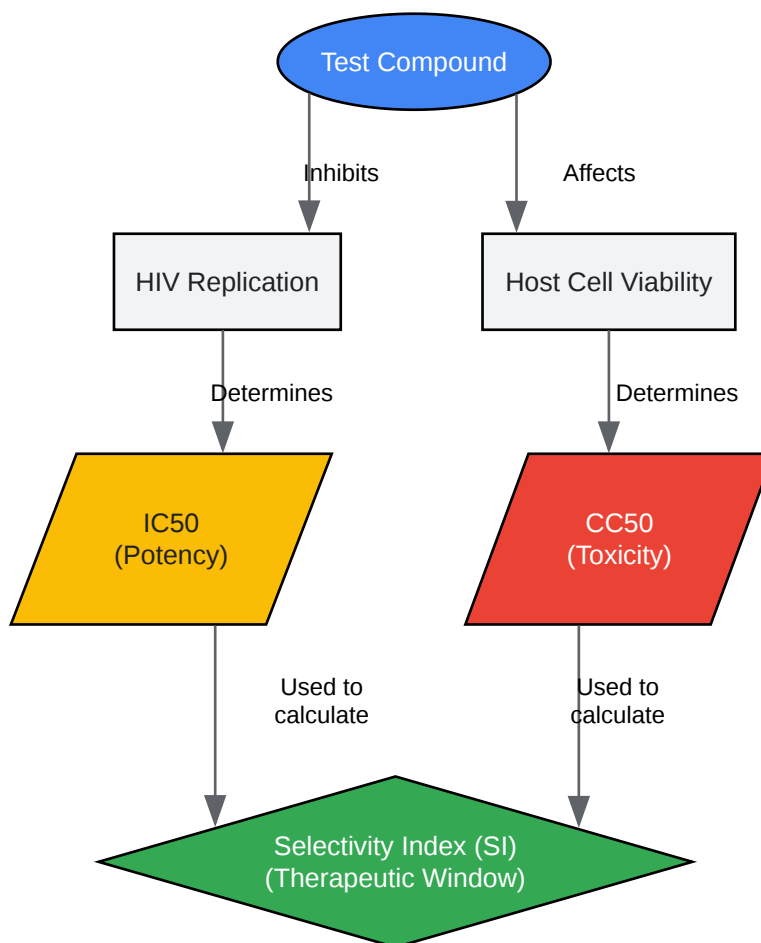 Test Compound
Inhibits
Affects
HIV Replication
Host Cell Viability
Determines
Determines
IC50
(Potency)
CC50
(Toxicity)
Used to
calculate
Used to
calculate
Selectivity Index (SI)
(Therapeutic Window)